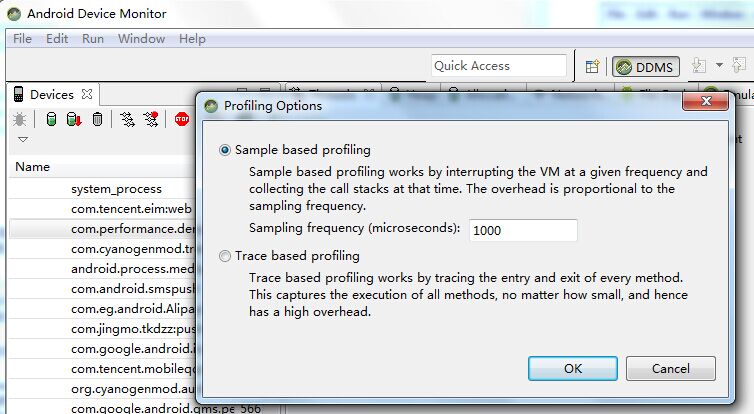 Android Device Monitor
File Edit Run Window Help
Quick Access
DDMS
Devices
Name
system_process
com.tencent.eim:web
com.performance.der
com.cyanogenmod.tr
android.process.med
com.android.smspush
com.eg.android.Alipa
com.jingmo.tkdzz:pus
com.google.android.i
com.tencent.mobileqc
org.cyanogenmod.au
com.google.android.gms.pe 566
Profiling Options
Sample based profiling
Sample based profiling works by interrupting the VM at a given frequency and
collecting the call stacks at that time. The overhead is proportional to the
sampling frequency.
Sampling frequency (microseconds): 1000
Trace based profiling
Trace based profiling works by tracing the entry and exit of every method.
This captures the execution of all methods, no matter how small, and hence
has a high overhead.
OK Cancel